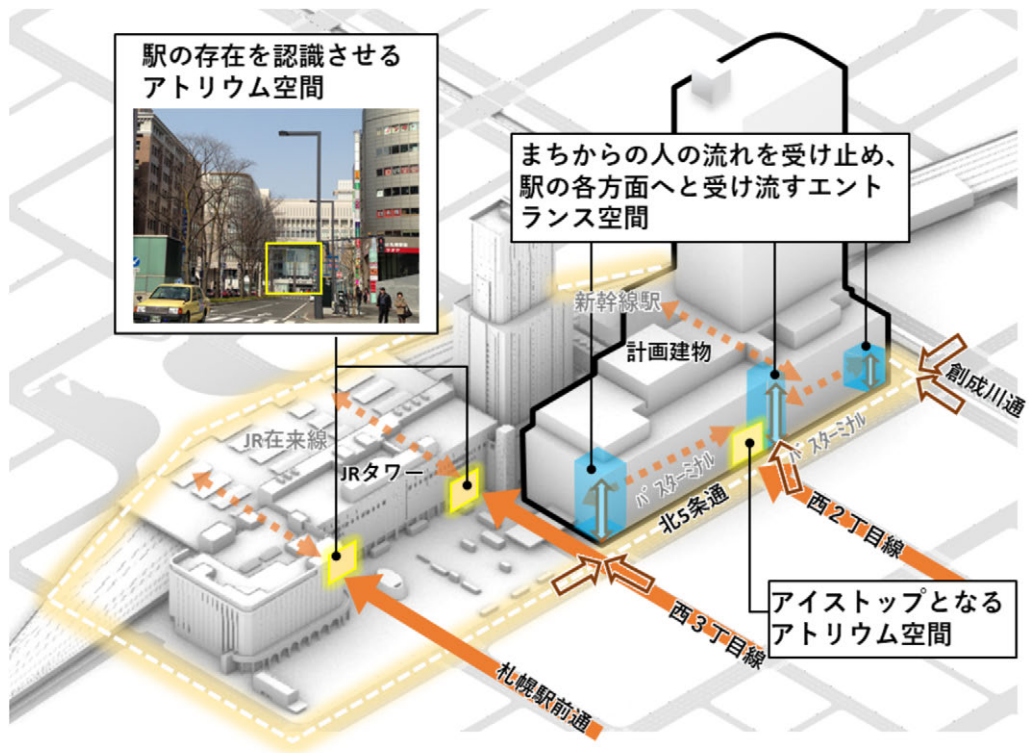 駅の存在を認識させる
アトリウム空間
まちからの人の流れを受け止め、
駅の各方面へと受け流すエント
ランス空間
新幹線駅
計画建物
創成川通
JR在来線
JRタワー
バスターミナル
バスターミナル
北5条通
西2丁目線
西3丁目線
札幌駅前通
アイストップとなる
アトリウム空間